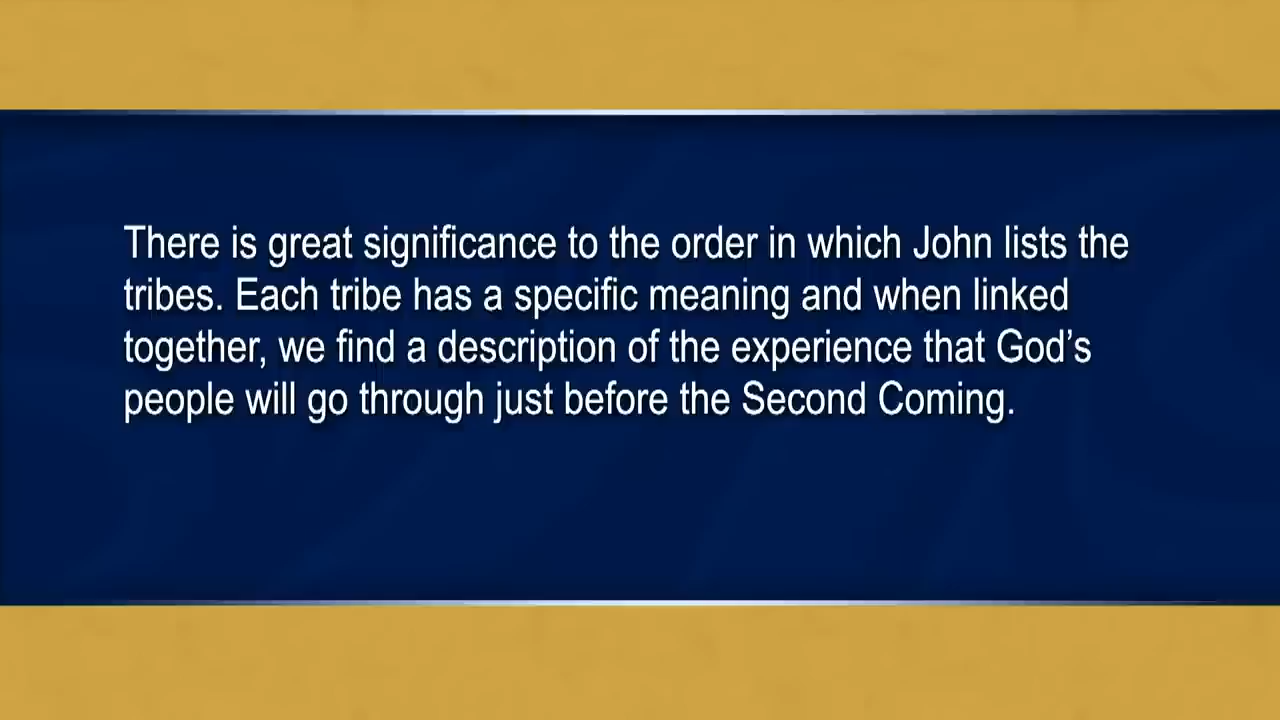 There is great significance to the order in which John lists the
tribes. Each tribe has a specific meaning and when linked
together, we find a description of the experience that God’s
people will go through just before the Second Coming.